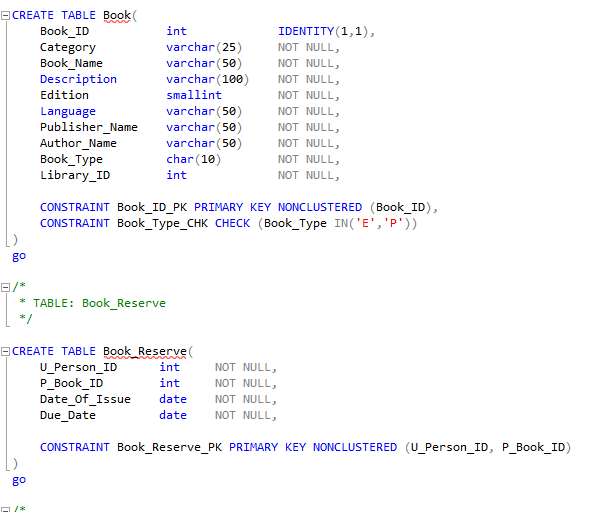 CREATE TABLE Book(
    Book_ID           int             IDENTITY(1,1),
    Category          varchar(25)     NOT NULL,
    Book_Name         varchar(50)     NOT NULL,
    Description       varchar(100)    NOT NULL,
    Edition           smallint        NOT NULL,
    Language          varchar(50)     NOT NULL,
    Publisher_Name    varchar(50)     NOT NULL,
    Author_Name       varchar(50)     NOT NULL,
    Book_Type         char(10)        NOT NULL,
    Library_ID        int             NOT NULL,
    CONSTRAINT Book_ID_PK PRIMARY KEY NONCLUSTERED (Book_ID),
    CONSTRAINT Book_Type_CHK CHECK (Book_Type IN('E','P'))
)
go
/*
 * TABLE: Book_Reserve
 */
CREATE TABLE Book_Reserve(
    U_Person_ID      int     NOT NULL,
    P_Book_ID        int     NOT NULL,
    Date_Of_Issue    date    NOT NULL,
    Due_Date         date    NOT NULL,
    CONSTRAINT Book_Reserve_PK PRIMARY KEY NONCLUSTERED (U_Person_ID, P_Book_ID)
)
go
/*